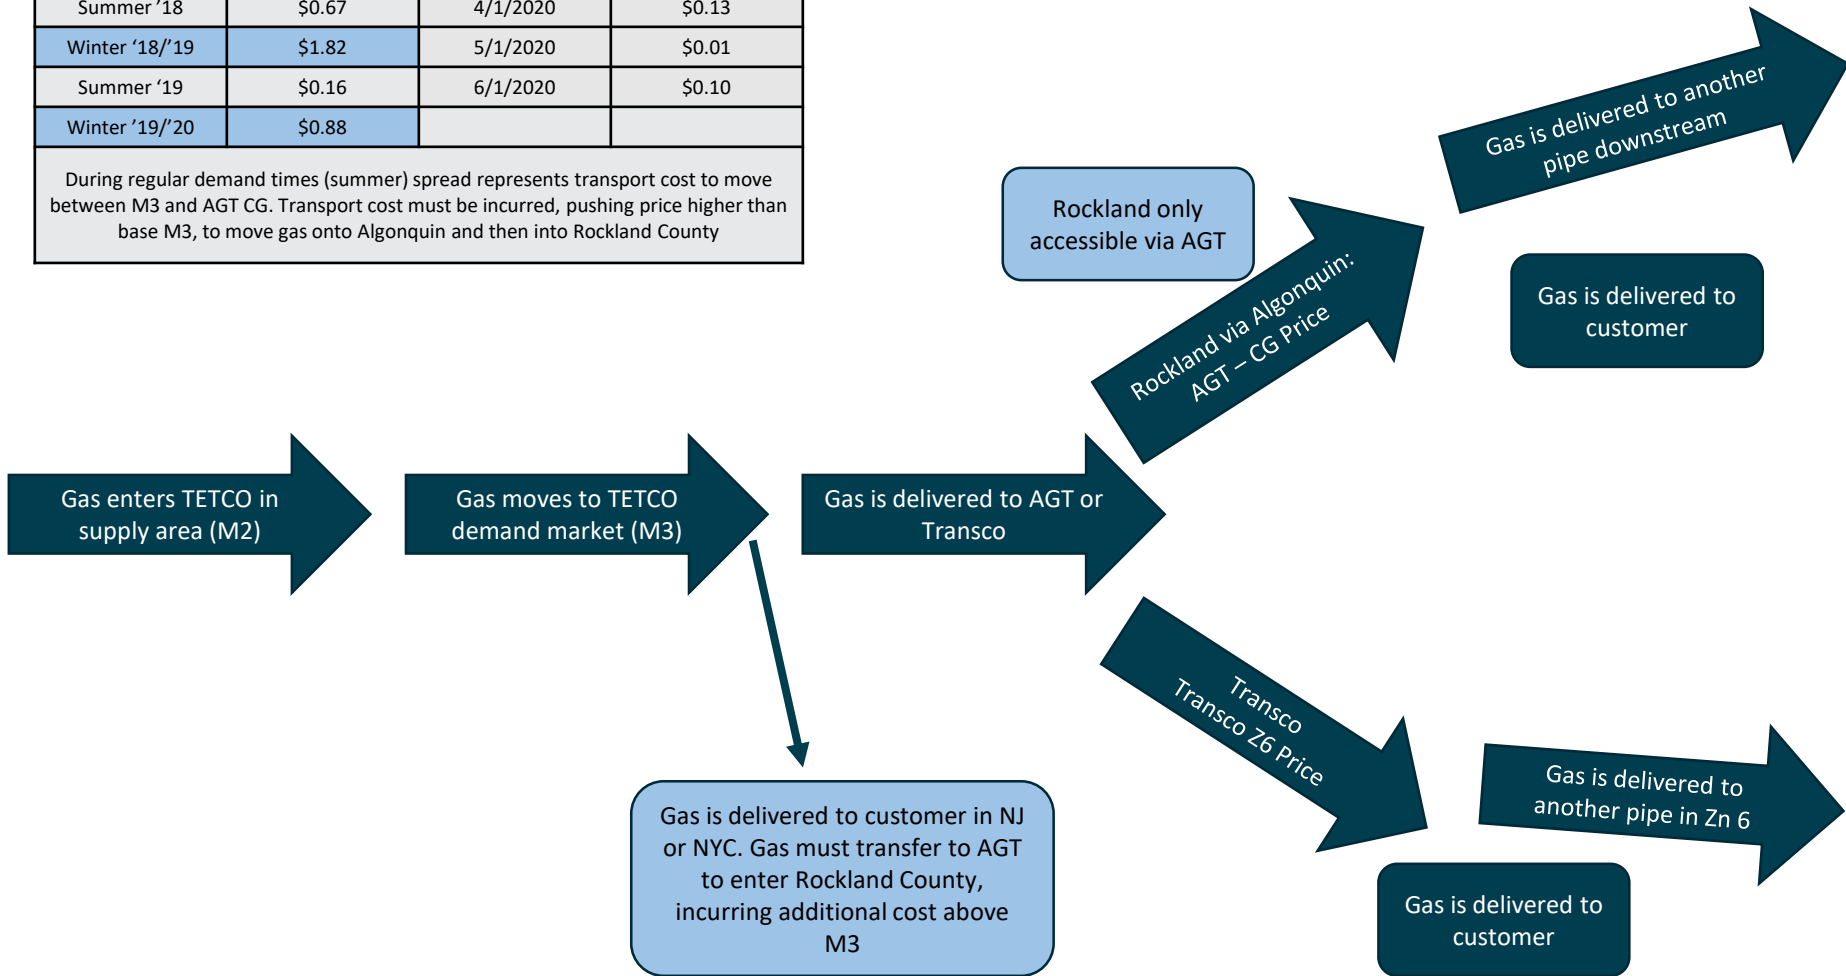 Summer ’18 $0.67 4/1/2020 $0.13
Winter ‘18/’19 $1.82 5/1/2020 $0.01
Summer ‘19 $0.16 6/1/2020 $0.10
Winter ’19/’20 $0.88
During regular demand times (summer) spread represents transport cost to move
between M3 and AGT CG. Transport cost must be incurred, pushing price higher than
base M3, to move gas onto Algonquin and then into Rockland County
Rockland only
accessible via AGT
Gas is delivered to another
pipe downstream
Rockland via Algonquin:
AGT – CG Price
Gas is delivered to
customer
Gas enters TETCO in
supply area (M2)
Gas moves to TETCO
demand market (M3)
Gas is delivered to AGT or
Transco
Transco
Transco Z6 Price
Gas is delivered to
another pipe in Zn 6
Gas is delivered to customer in NJ
or NYC. Gas must transfer to AGT
to enter Rockland County,
incurring additional cost above
M3
Gas is delivered to
customer